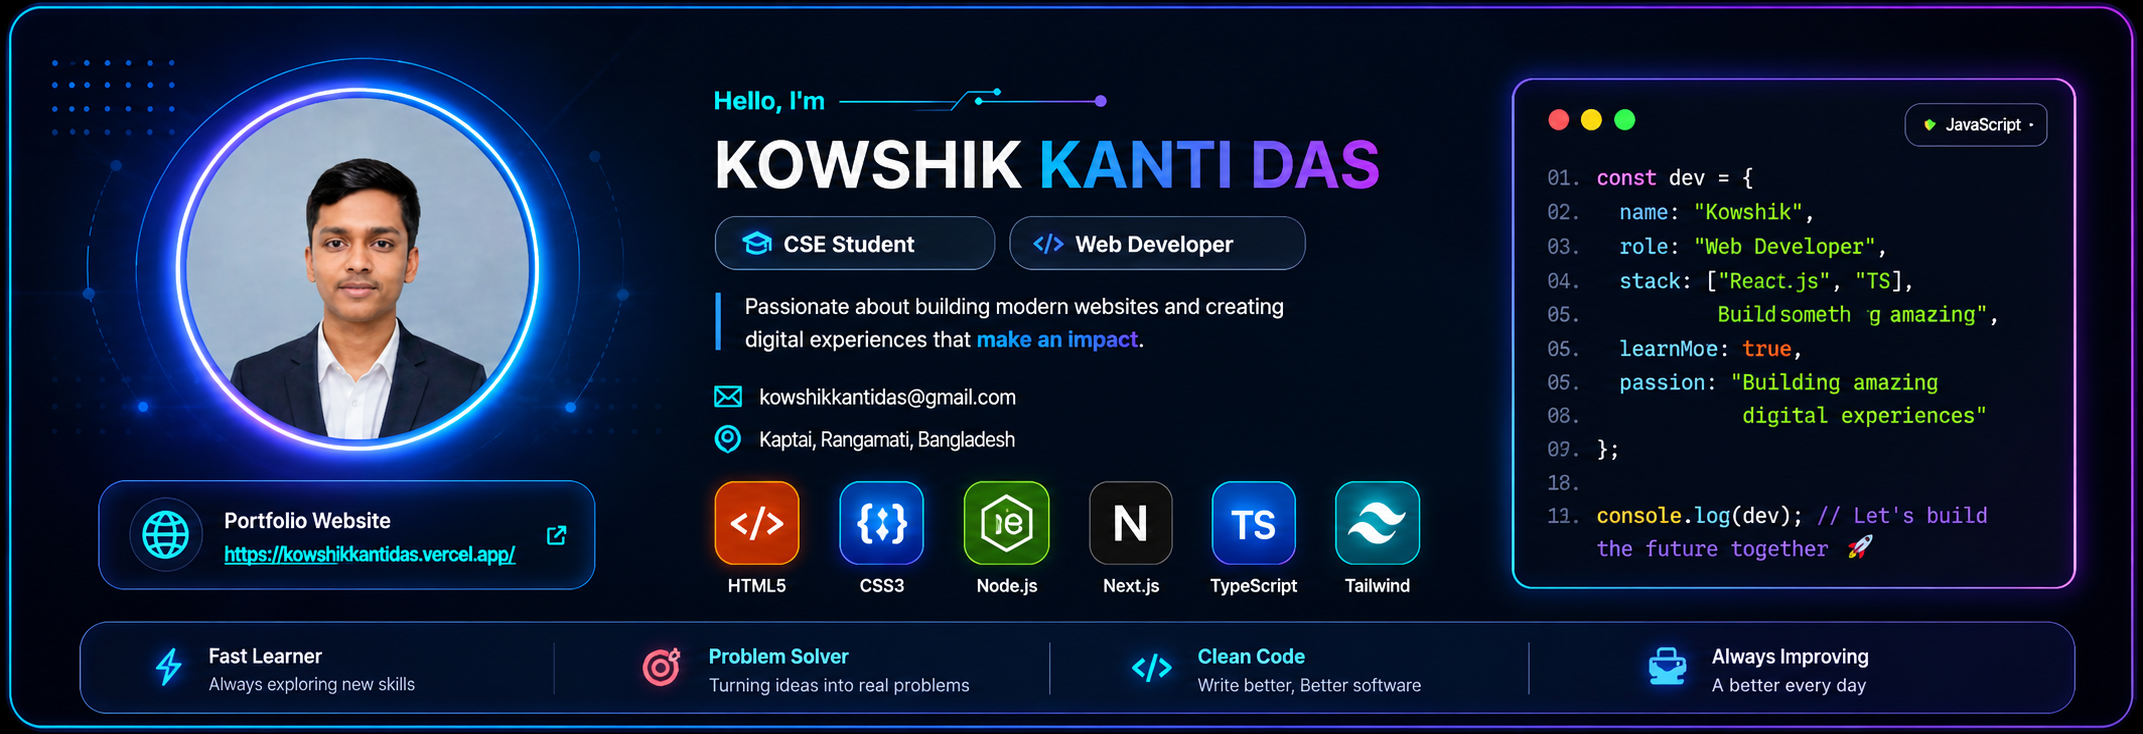 Hello, I'm
KOWSHIK KANTI DAS
CSE Student
</> Web Developer
Passionate about building modern websites and creating
digital experiences that make an impact.
kowshikkantidas@gmail.com
Kaptai, Rangamati, Bangladesh
</>
HTML5
{ }
CSS3
Node.js
N
Next.js
TS
TypeScript
Tailwind
Portfolio Website
https://kowshikkantidas.vercel.app/
JavaScript
01. const dev = {
02. name: "Kowshik",
03. role: "Web Developer",
04. stack: ["React.js", "TS],
05. Build someth g amazing",
05. learnMoe: true,
05. passion: "Building amazing
08. digital experiences"
09. };
18.
11. console.log(dev); // Let's build
the future together 🚀
Fast Learner
Always exploring new skills
Problem Solver
Turning ideas into real problems
</>
Clean Code
Write better, Better software
Always Improving
A better every day